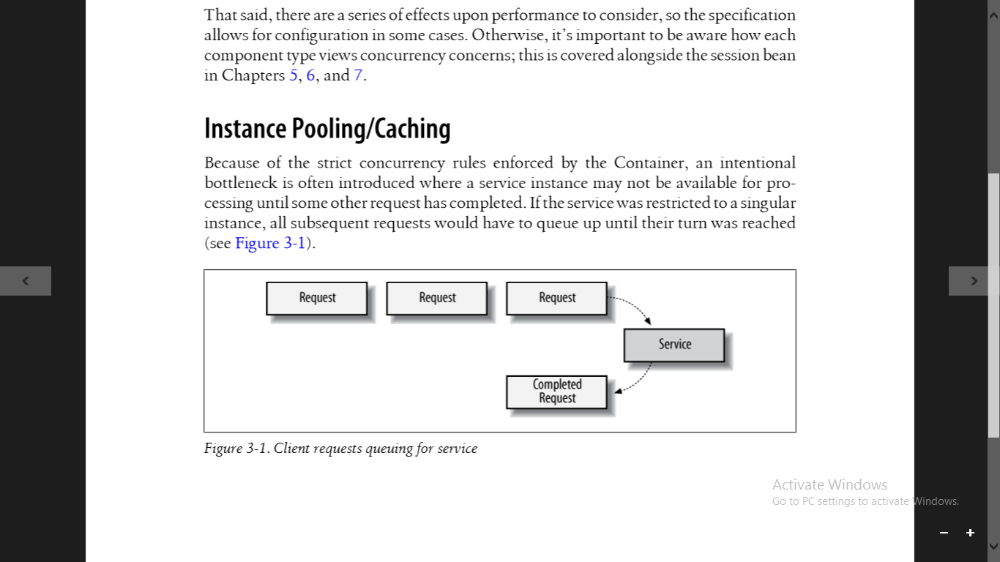 That said, there are a series of effects upon performance to consider, so the specification
allows for configuration in some cases. Otherwise, it’s important to be aware how each
component type views concurrency concerns; this is covered alongside the session bean
in Chapters 5, 6, and 7.
Instance Pooling/Caching
Because of the strict concurrency rules enforced by the Container, an intentional
bottleneck is often introduced where a service instance may not be available for pro-
cessing until some other request has completed. If the service was restricted to a singular
instance, all subsequent requests would have to queue up until their turn was reached
(see Figure 3-1).
Request Request Request
Service
Completed
Request
Figure 3-1. Client requests queuing for service
Activate Windows
Go to PC settings to activate Windows.